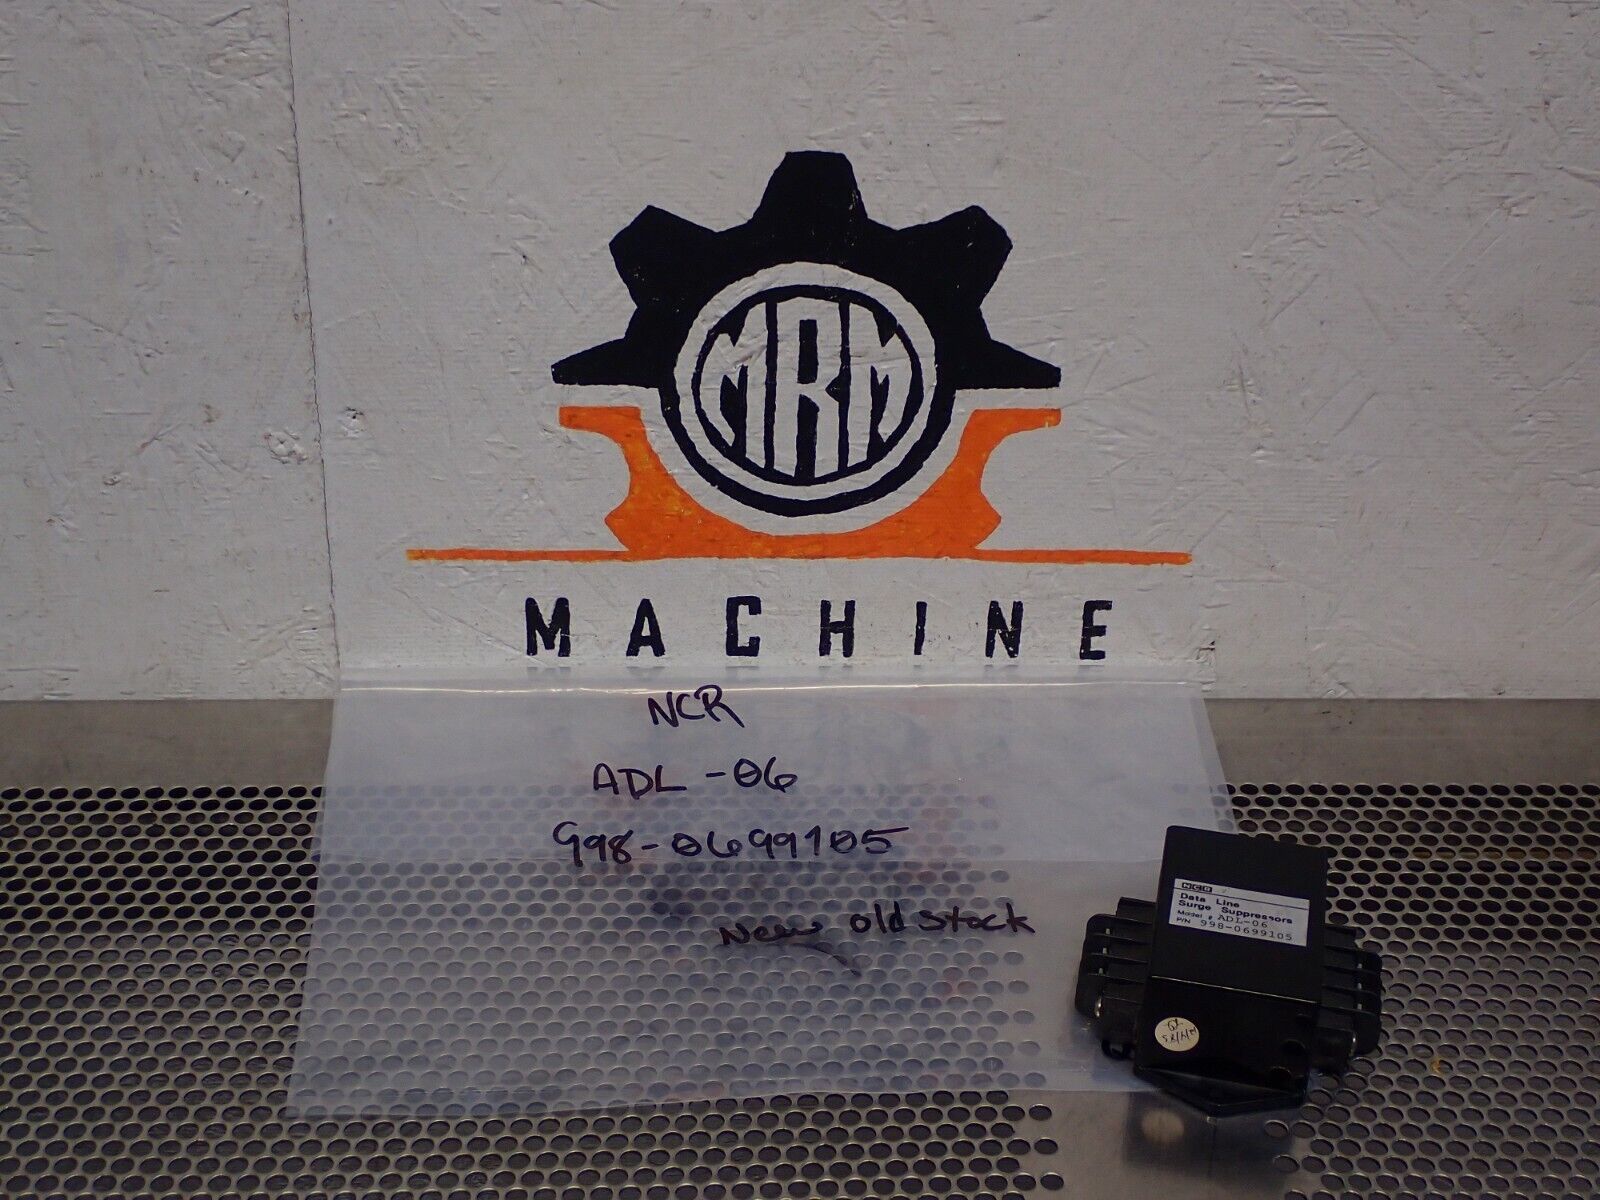 MRM
MACHINE
NCR
ADL-06
998-0699105
New old stock
NCR
Data Line
Surge Suppressors
Model # ADL-06
P/N 998-0699105